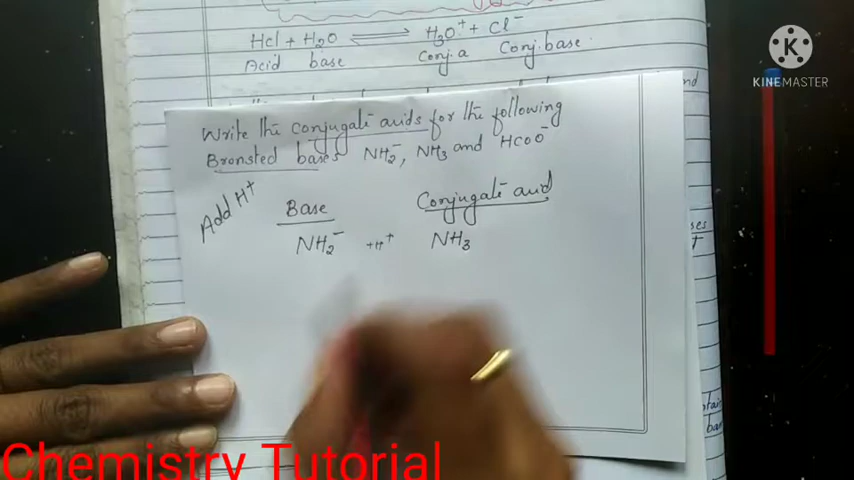 HCl + H₂O ⇌ H₃O⁺ + Cl⁻
Acid base Conj.a Conj.base.
KINEMASTER
Write the conjugate acids for the following
Bronsted bases NH₂⁻, NH₃ and HCOO⁻
Add H⁺
Base Conjugate acid
NH₂⁻ +H⁺ NH₃
Chemistry Tutorial